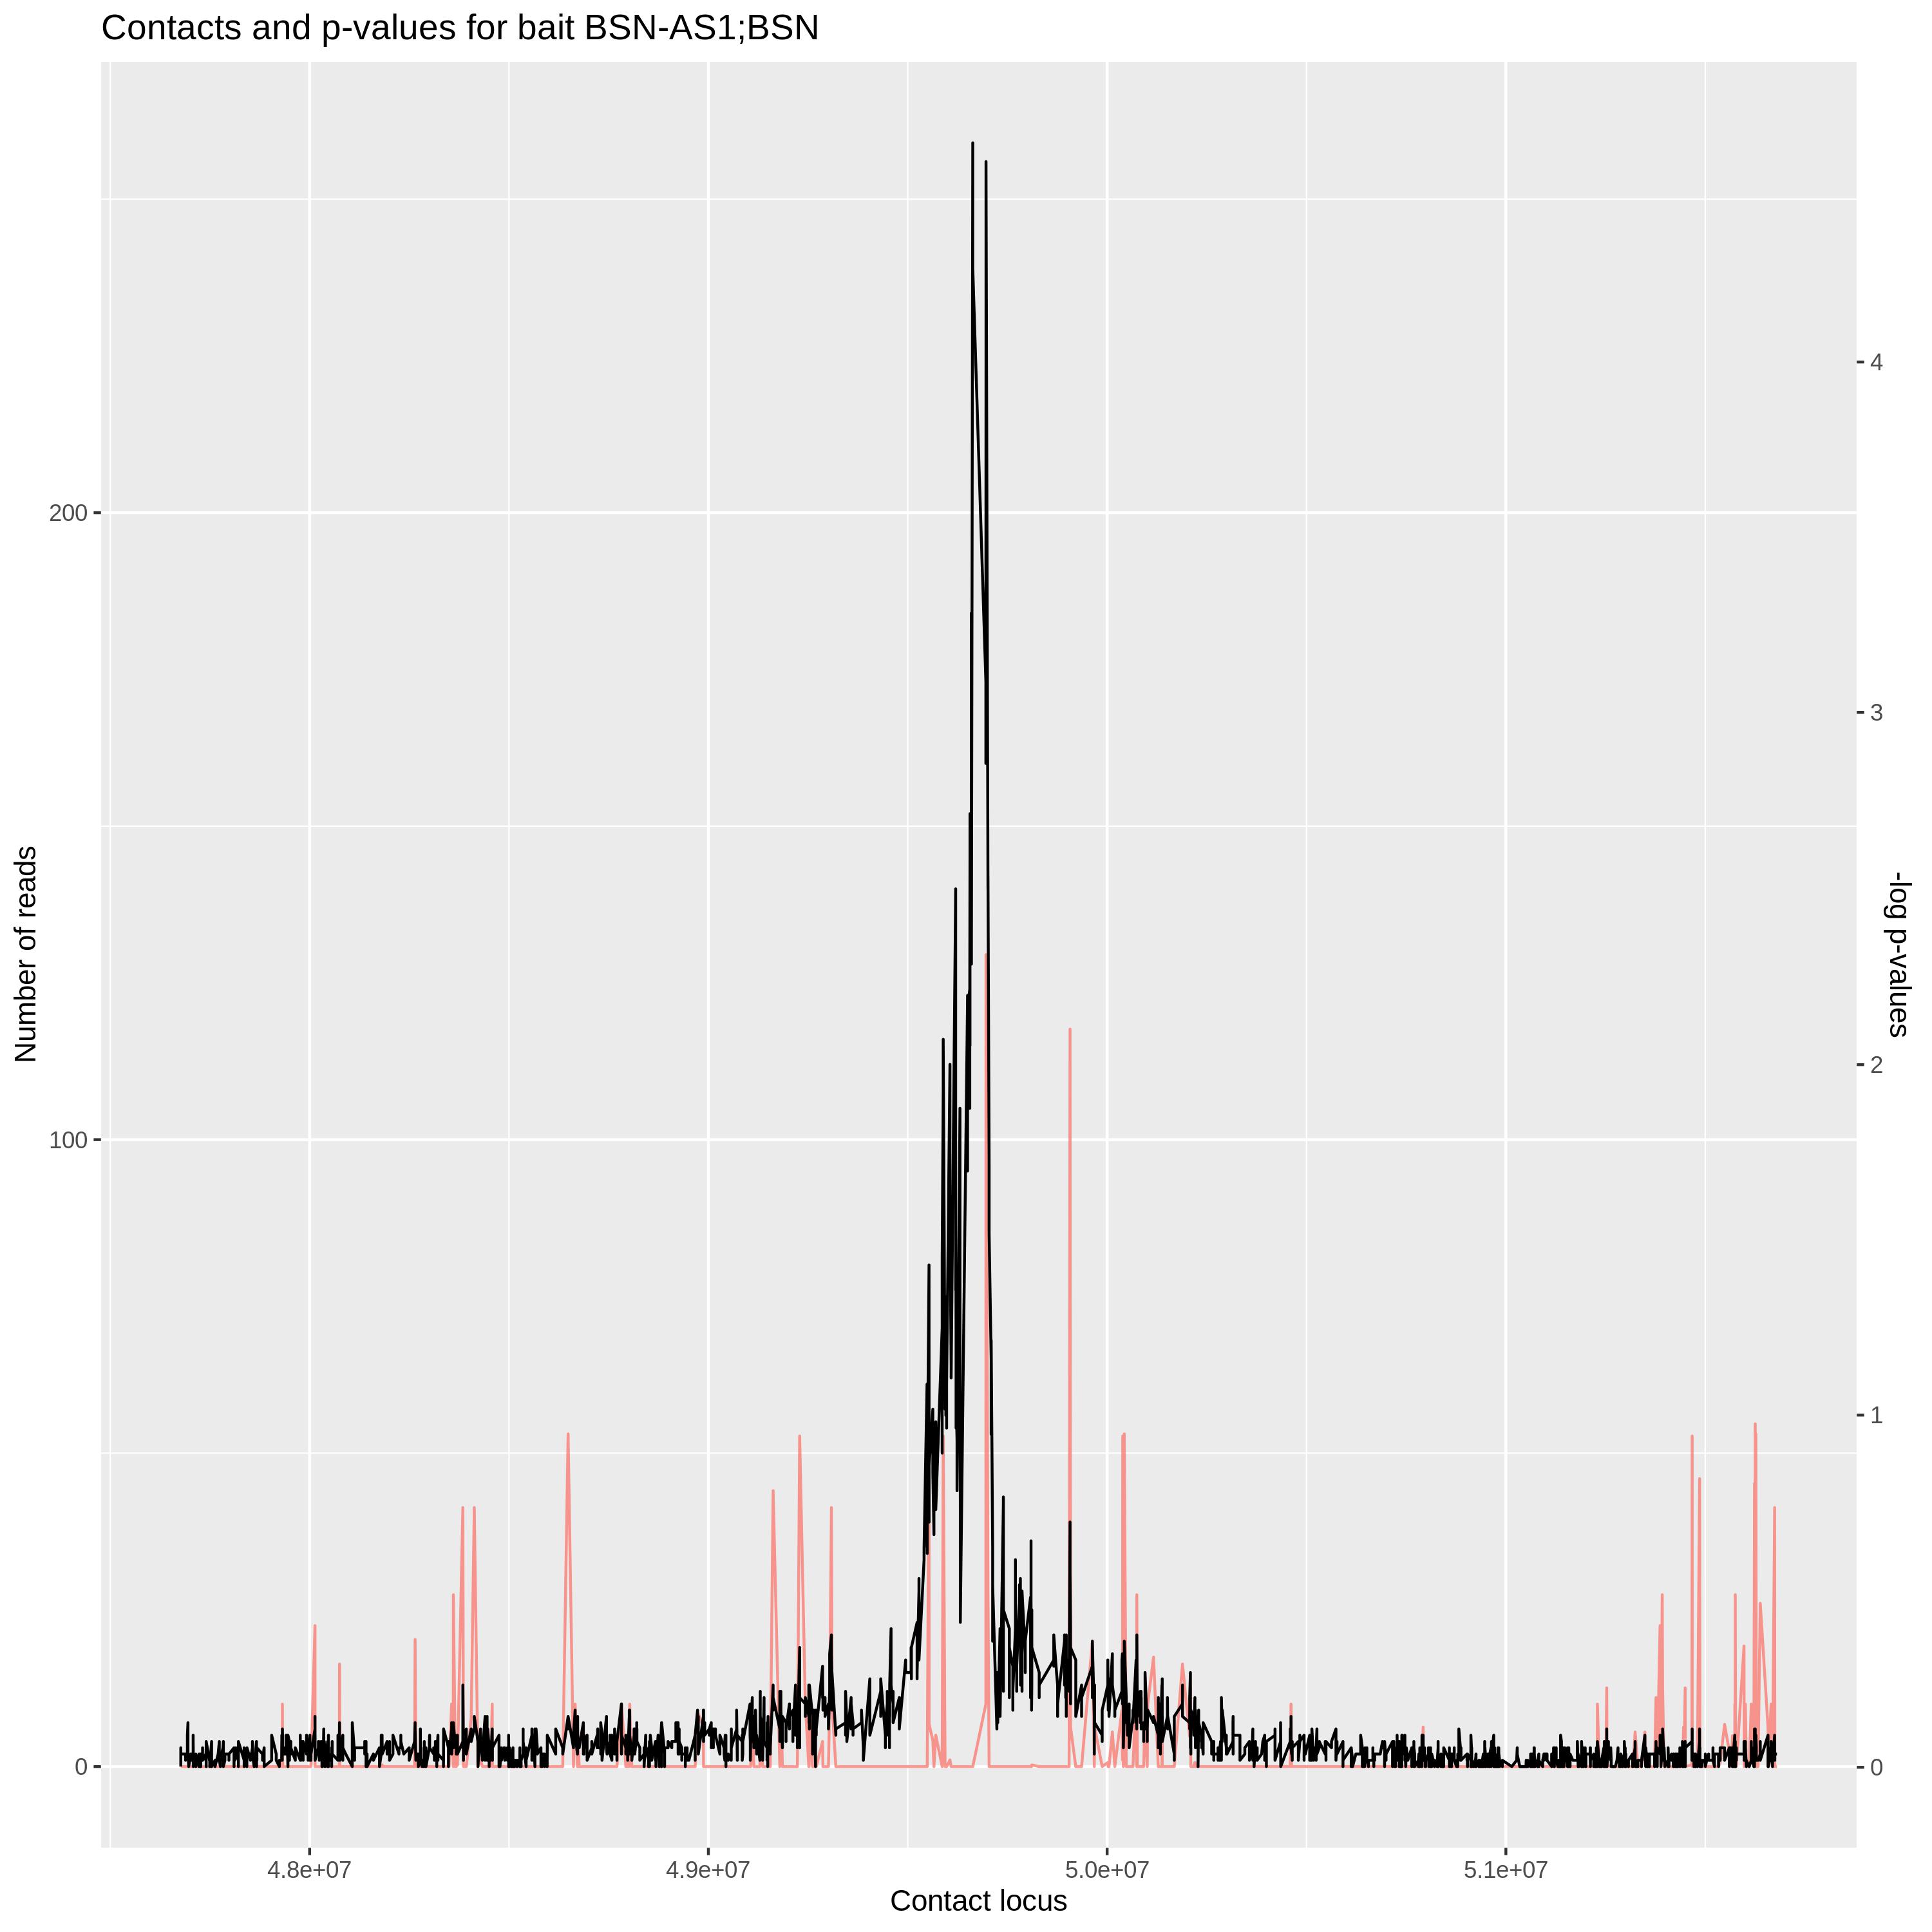 Contacts and p-values for bait BSN-AS1;BSN
Number of reads
200
100
0
4
3
2
1
0
-log p-values
4.8e+07
4.9e+07
5.0e+07
5.1e+07
Contact locus